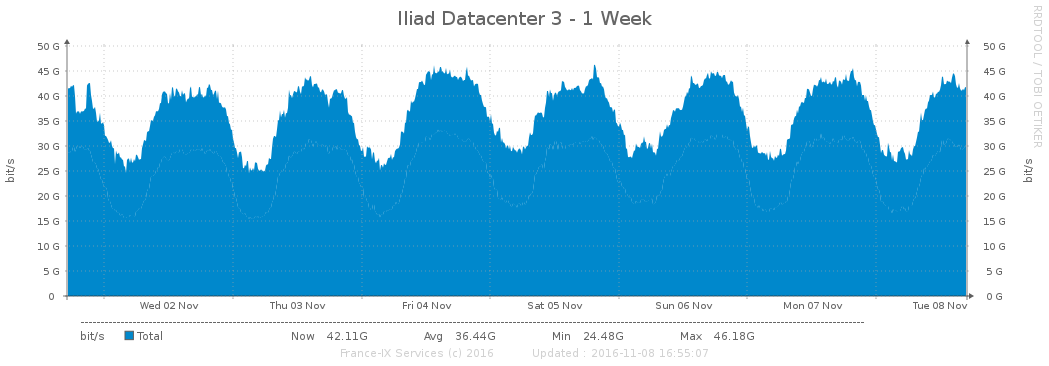 Iliad Datacenter 3 - 1 Week
RRDTOOL / TOBI OETIKER
bit/s
50 G 50 G
45 G 45 G
40 G 40 G
35 G 35 G
30 G 30 G
25 G 25 G
20 G 20 G
15 G 15 G
10 G 10 G
5 G 5 G
0 0 G
bit/s
Wed 02 Nov Thu 03 Nov Fri 04 Nov Sat 05 Nov Sun 06 Nov Mon 07 Nov Tue 08 Nov
bit/s Total Now 42.11G Avg 36.44G Min 24.48G Max 46.18G
France-IX Services (c) 2016 Updated : 2016-11-08 16:55:07